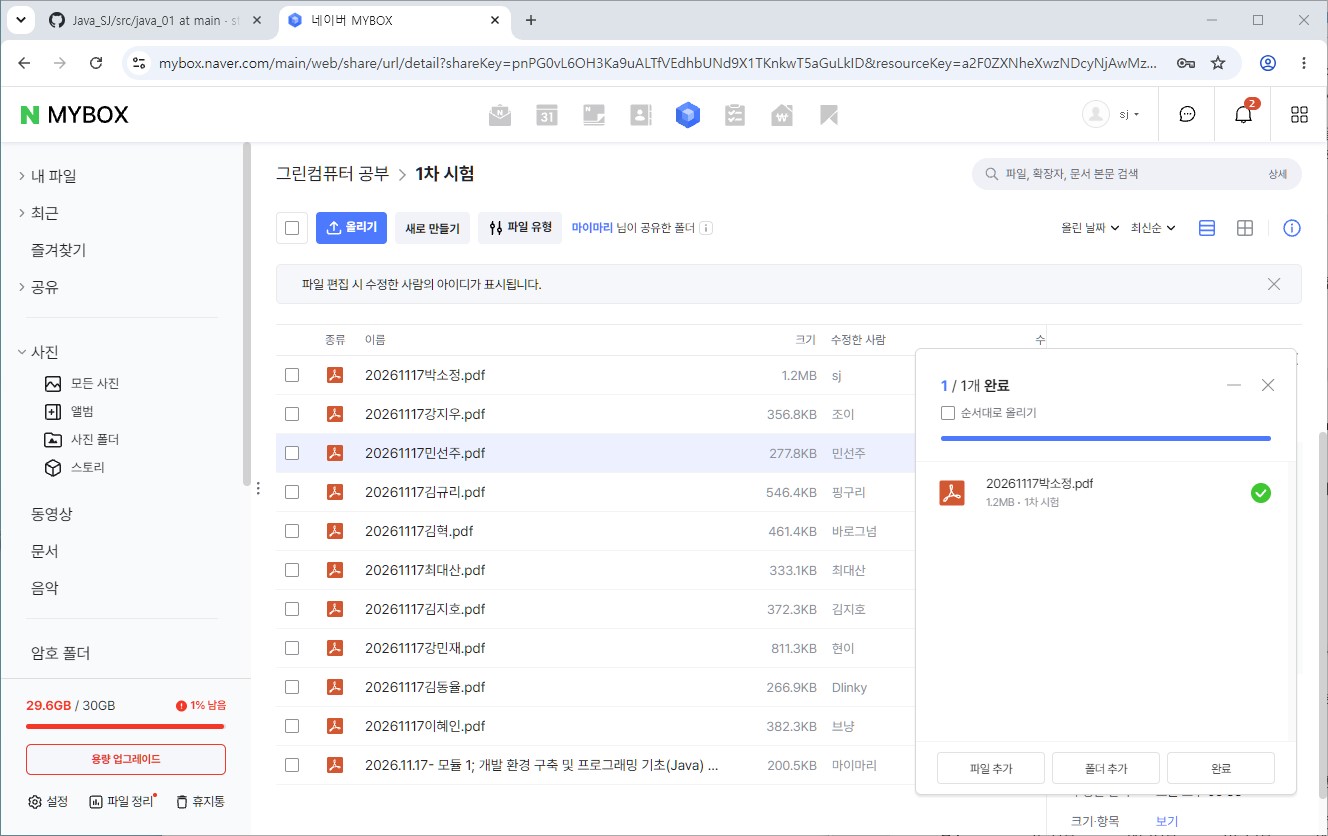 Java_SJ/src/java_01 at main · s
네이버 MYBOX
mybox.naver.com/main/web/share/url/detail?shareKey=pnPG0vL6OH3Ka9uALTfVEdhbUNd9X1TKnkwT5aGuLkID&resourceKey=a2F0ZXNheXwzNDcyNjAwMz...
N MYBOX
31
W
sj
2
내 파일
최근
즐겨찾기
공유
사진
모든 사진
앨범
사진 폴더
스토리
동영상
문서
음악
암호 폴더
29.6GB / 30GB
1% 남음
용량 업그레이드
설정
파일 정리
휴지통
그린컴퓨터 공부 > 1차 시험
파일, 확장자, 문서 본문 검색
상세
올리기
새로 만들기
파일 유형
마이마리 님이 공유한 폴더
올린 날짜
최신순
파일 편집 시 수정한 사람의 아이디가 표시됩니다.
종류 이름 크기 수정한 사람 수
20261117박소정.pdf 1.2MB sj
20261117강지우.pdf 356.8KB 조이
20261117민선주.pdf 277.8KB 민선주
20261117김규리.pdf 546.4KB 핑구리
20261117김혁.pdf 461.4KB 바로그넘
20261117최대산.pdf 333.1KB 최대산
20261117김지호.pdf 372.3KB 김지호
20261117강민재.pdf 811.3KB 현이
20261117김동율.pdf 266.9KB Dlinky
20261117이혜인.pdf 382.3KB 브냥
2026.11.17- 모듈 1; 개발 환경 구축 및 프로그래밍 기초(Java) ... 200.5KB 마이마리
1 / 1개 완료
순서대로 올리기
20261117박소정.pdf
1.2MB · 1차 시험
파일 추가
폴더 추가
완료
크기·항목
보기